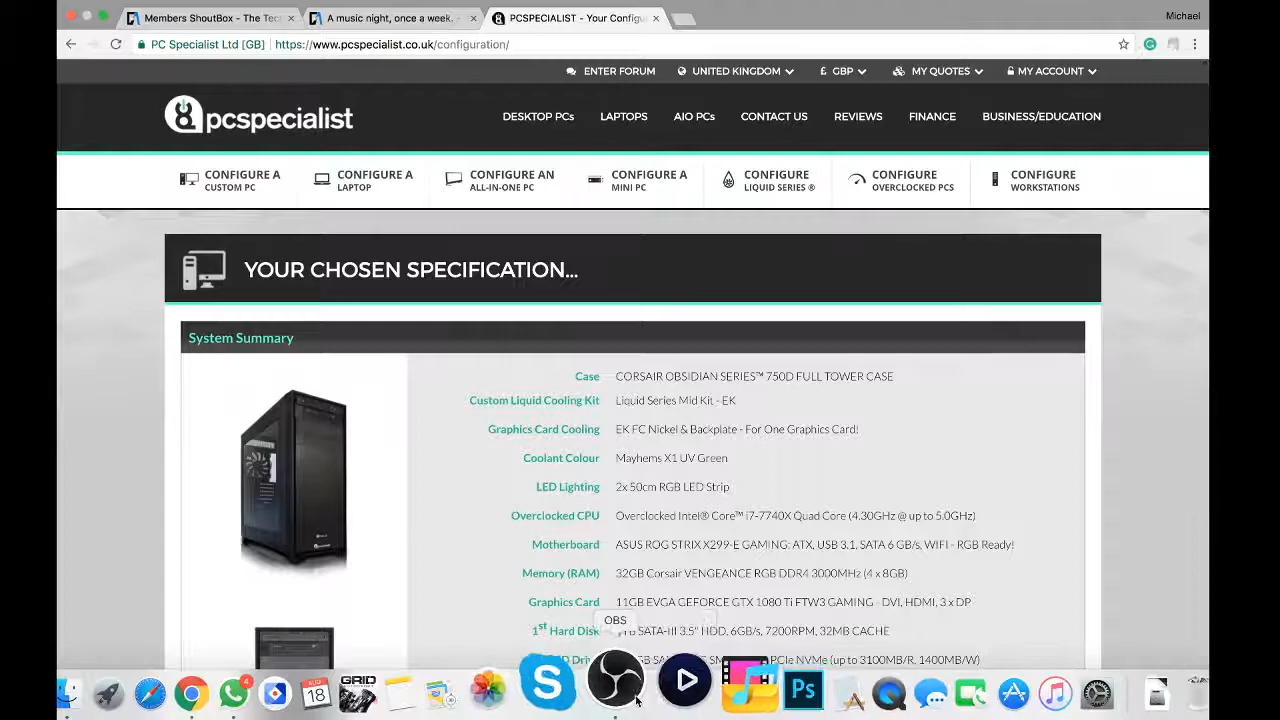 Members ShoutBox - The Tec
A music night, once a week. -
PCSPECIALIST - Your Configu
Michael
PC Specialist Ltd [GB]
https://www.pcspecialist.co.uk/configuration/
ENTER FORUM
UNITED KINGDOM
£ GBP
MY QUOTES
MY ACCOUNT
pcspecialist
DESKTOP PCs
LAPTOPS
AIO PCs
CONTACT US
REVIEWS
FINANCE
BUSINESS/EDUCATION
CONFIGURE A
CUSTOM PC
CONFIGURE A
LAPTOP
CONFIGURE AN
ALL-IN-ONE PC
CONFIGURE A
MINI PC
CONFIGURE
LIQUID SERIES ®
CONFIGURE
OVERCLOCKED PCS
CONFIGURE
WORKSTATIONS
YOUR CHOSEN SPECIFICATION...
System Summary
Case CORSAIR OBSIDIAN SERIES™ 750D FULL TOWER CASE
Custom Liquid Cooling Kit Liquid Series Mid Kit - EK
Graphics Card Cooling EK FC Nickel & Backplate - For One Graphics Card!
Coolant Colour Mayhems X1 UV Green
LED Lighting 2x 50cm RGB LED Strip
Overclocked CPU Overclocked Intel® Core™ i7-7740X Quad Core (4.30GHz @ up to 5.0GHz)
Motherboard ASUS ROG STRIX X299-E GAMING: ATX, USB 3.1, SATA 6 GB/s, WIFI - RGB Ready!
Memory (RAM) 32GB Corsair VENGEANCE RGB DDR4 3000MHz (4 x 8GB)
Graphics Card 11GB EVGA GEFORCE GTX 1080 Ti FTW3 GAMING - DVI, HDMI, 3 x DP
OBS
1st Hard Disk SATA-III 7200RPM, 32MB CACHE
PCIe NVMe (up to 3100MB/R, 1400MB/W)
4
AUG
18
GRID
S
Ps